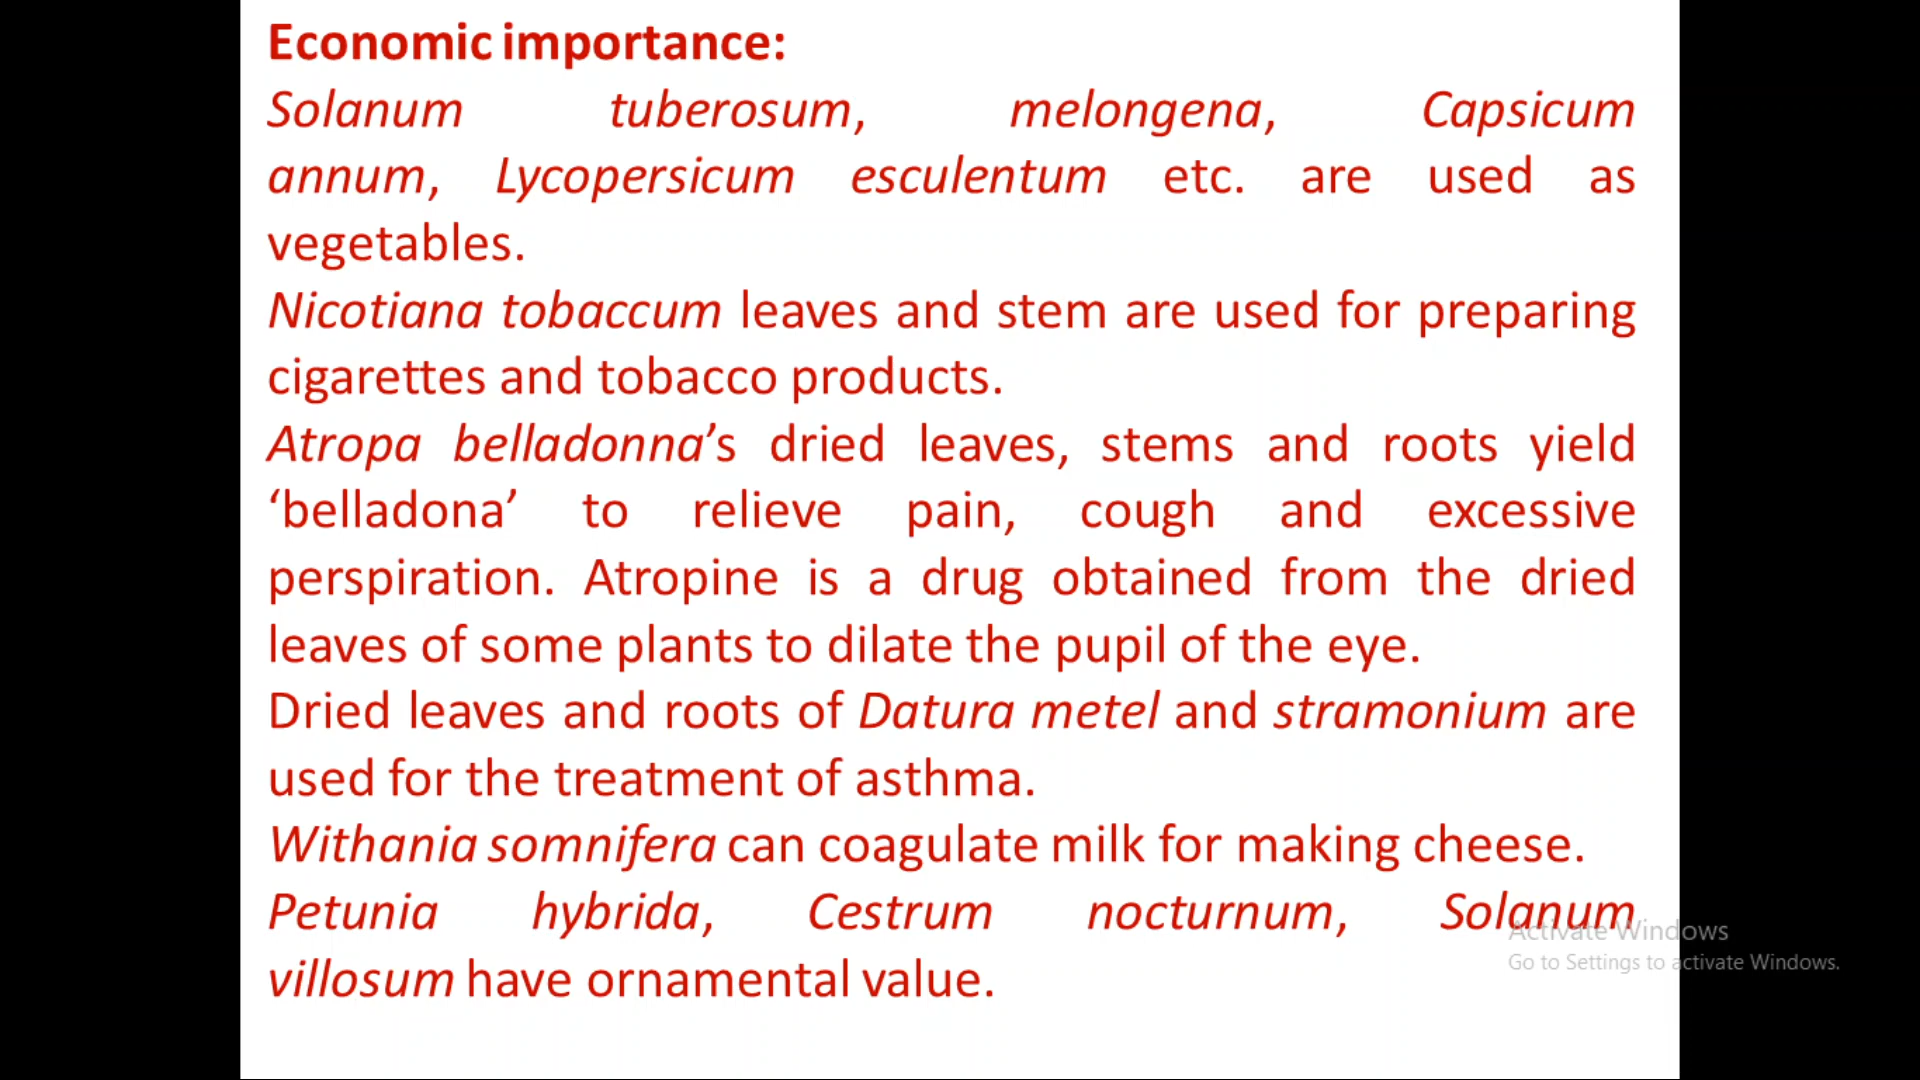 Economic importance:
Solanum tuberosum, melongena, Capsicum
annum, Lycopersicum esculentum etc. are used as
vegetables.
Nicotiana tobaccum leaves and stem are used for preparing
cigarettes and tobacco products.
Atropa belladonna’s dried leaves, stems and roots yield
‘belladona’ to relieve pain, cough and excessive
perspiration. Atropine is a drug obtained from the dried
leaves of some plants to dilate the pupil of the eye.
Dried leaves and roots of Datura metel and stramonium are
used for the treatment of asthma.
Withania somnifera can coagulate milk for making cheese.
Petunia hybrida, Cestrum nocturnum, Solanum
villosum have ornamental value.
Activate Windows
Go to Settings to activate Windows.